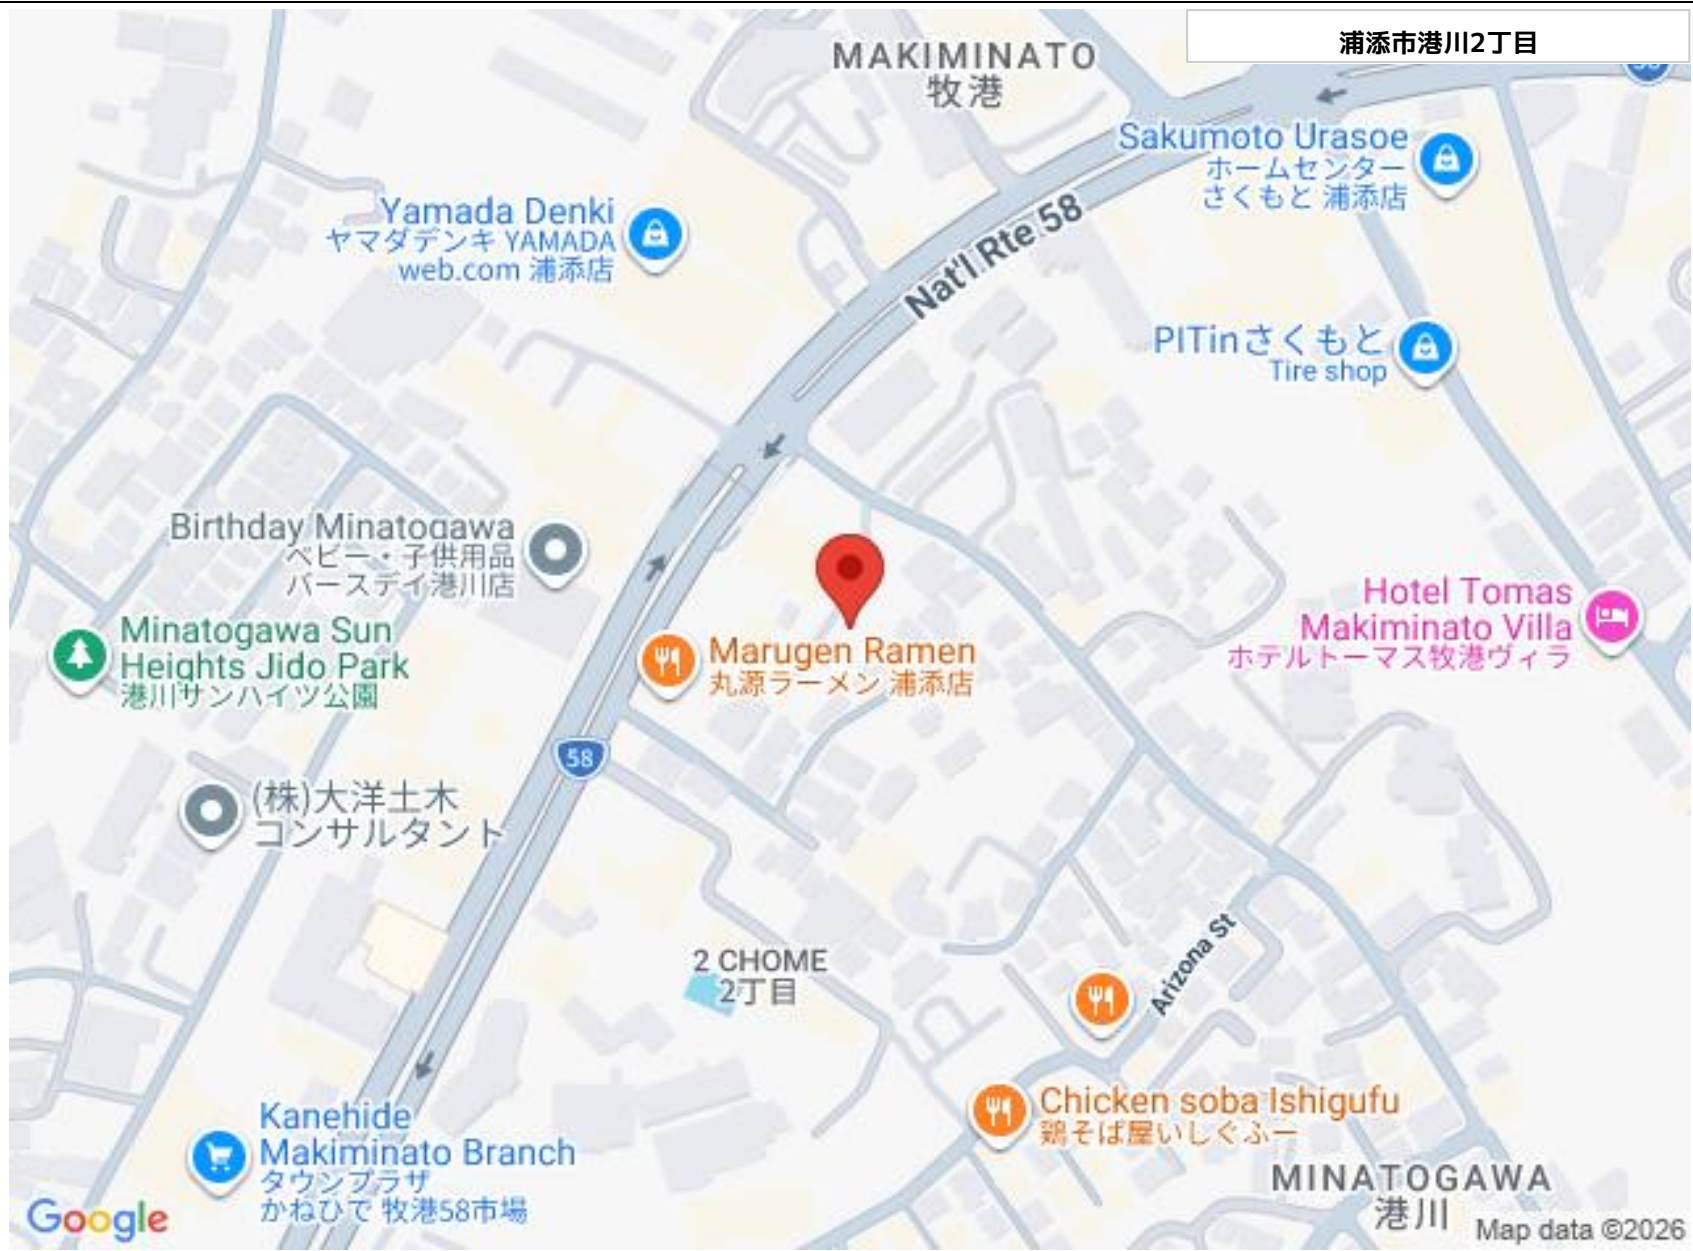 浦添市港川2丁目
MAKIMINATO
牧港
Sakumoto Urasoe
ホームセンター
さくもと 浦添店
Yamada Denki
ヤマダデンキ YAMADA
web.com 浦添店
Nat'l Rte 58
PITinさくもと
Tire shop
Birthday Minatogawa
ベビー・子供用品
バースデイ港川店
Hotel Tomas
Makiminato Villa
ホテルトーマス牧港ヴィラ
Minatogawa Sun
Heights Jido Park
港川サンハイツ公園
Marugen Ramen
丸源ラーメン 浦添店
58
(株)大洋土木
コンサルタント
2 CHOME
2丁目
Arizona St
Chicken soba Ishigufu
鶏そば屋いしぐふー
Kanehide
Makiminato Branch
タウンプラザ
かねひで 牧港58市場
MINATOGAWA
港川
Google
Map data ©2026